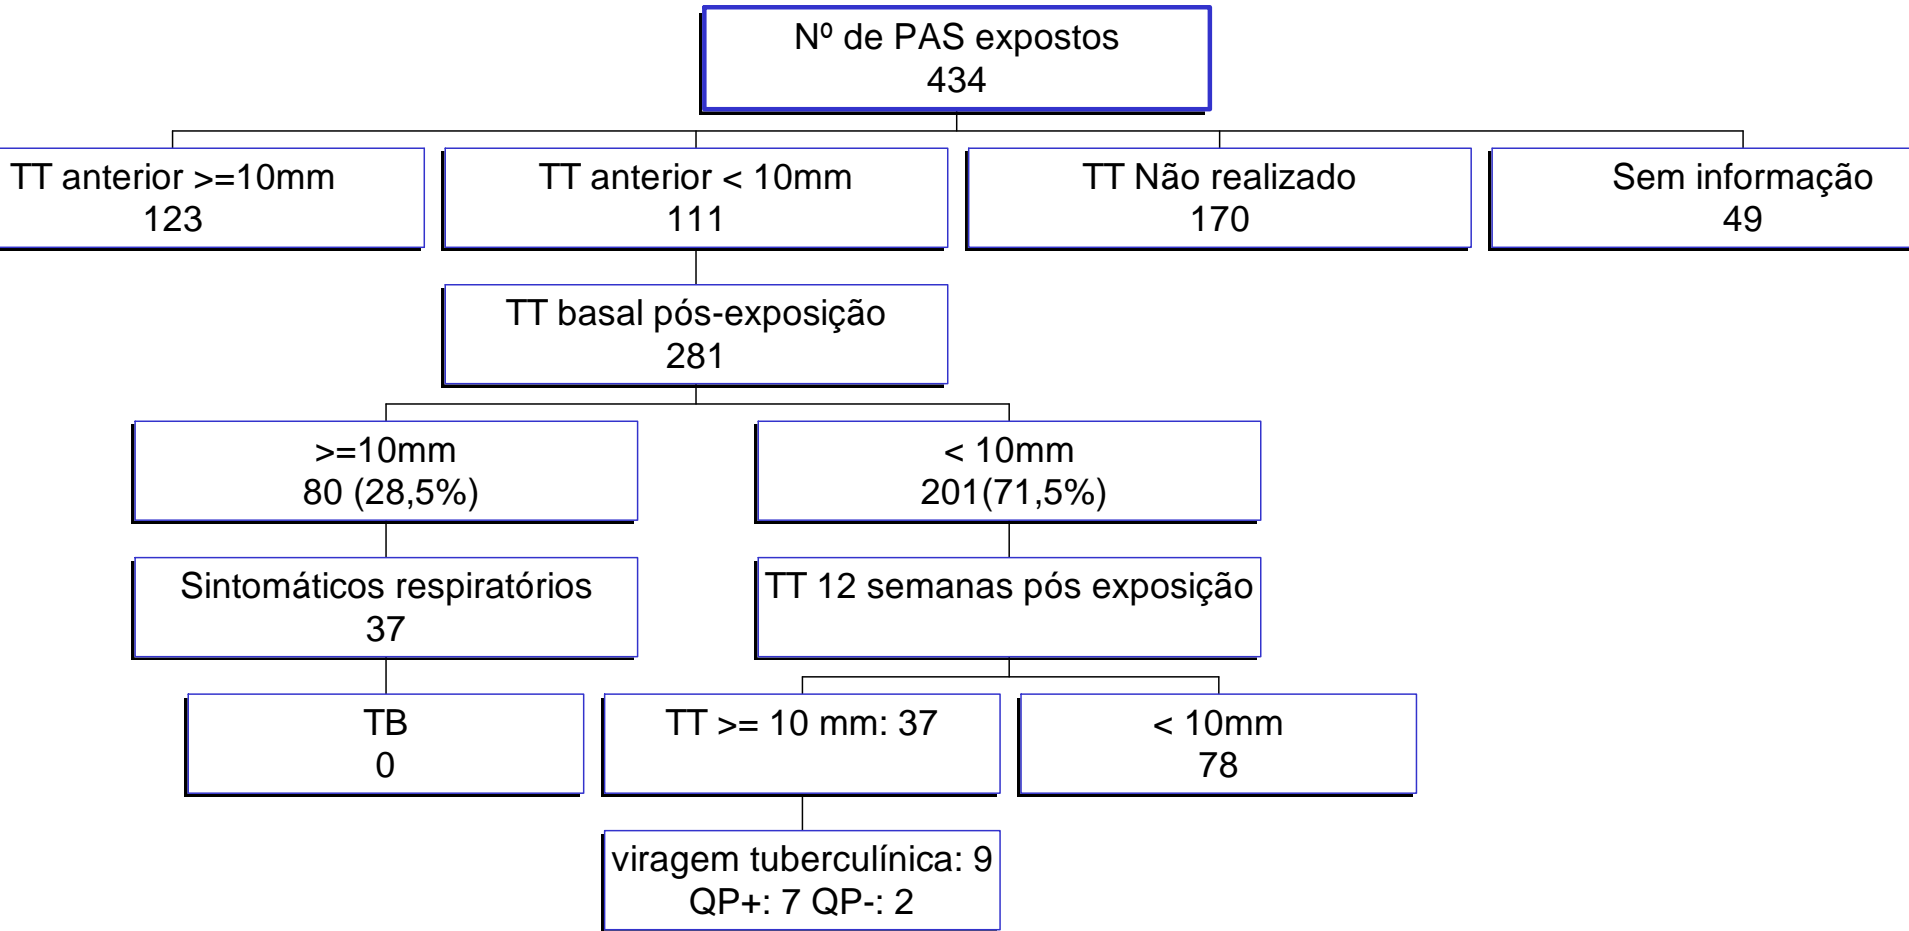 Nº de PAS expostos
434
TT anterior >=10mm
123
TT anterior < 10mm
111
TT Não realizado
170
Sem informação
49
TT basal pós-exposição
281
>=10mm
80 (28,5%)
< 10mm
201(71,5%)
Sintomáticos respiratórios
37
TT 12 semanas pós exposição
TB
0
TT >= 10 mm: 37
< 10mm
78
viragem tuberculínica: 9
QP+: 7 QP-: 2